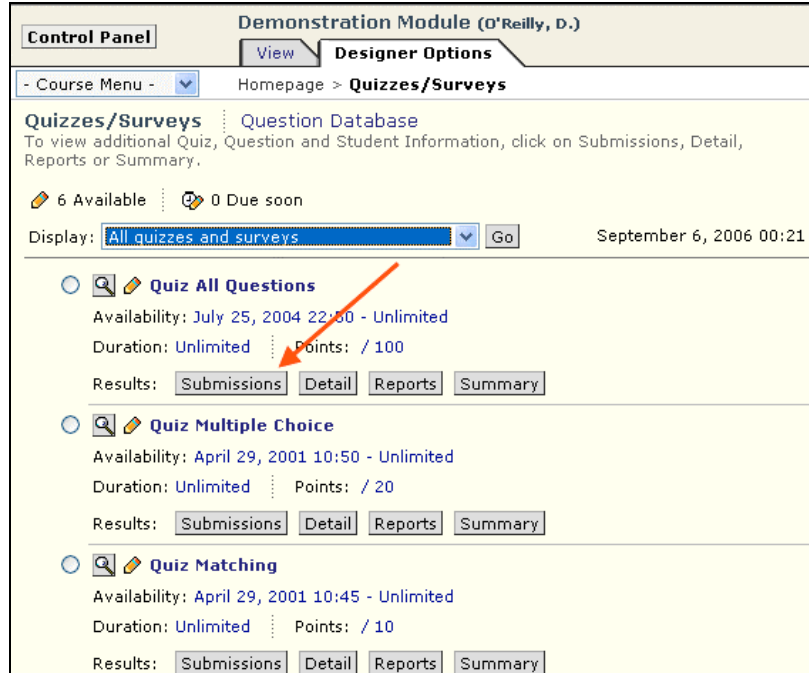 Control Panel
Demonstration Module (O'Reilly, D.)
View Designer Options
- Course Menu - Homepage > Quizzes/Surveys
Quizzes/Surveys Question Database
To view additional Quiz, Question and Student Information, click on Submissions, Detail,
Reports or Summary.
6 Available 0 Due soon
Display: All quizzes and surveys Go September 6, 2006 00:21
Quiz All Questions
Availability: July 25, 2004 22:50 - Unlimited
Duration: Unlimited Points: / 100
Results: Submissions Detail Reports Summary
Quiz Multiple Choice
Availability: April 29, 2001 10:50 - Unlimited
Duration: Unlimited Points: / 20
Results: Submissions Detail Reports Summary
Quiz Matching
Availability: April 29, 2001 10:45 - Unlimited
Duration: Unlimited Points: / 10
Results: Submissions Detail Reports Summary